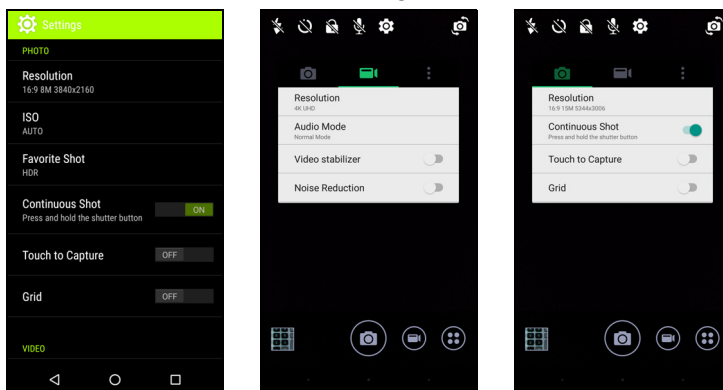 Settings
PHOTO
Resolution
16:9 8M 3840x2160
ISO
AUTO
Favorite Shot
HDR
Continuous Shot
Press and hold the shutter button
ON
Touch to Capture
OFF
Grid
OFF
VIDEO
Resolution
4K UHD
Audio Mode
Normal Mode
Video stabilizer
Noise Reduction
Resolution
16:9 15M 5344x3006
Continuous Shot
Press and hold the shutter button
Touch to Capture
Grid